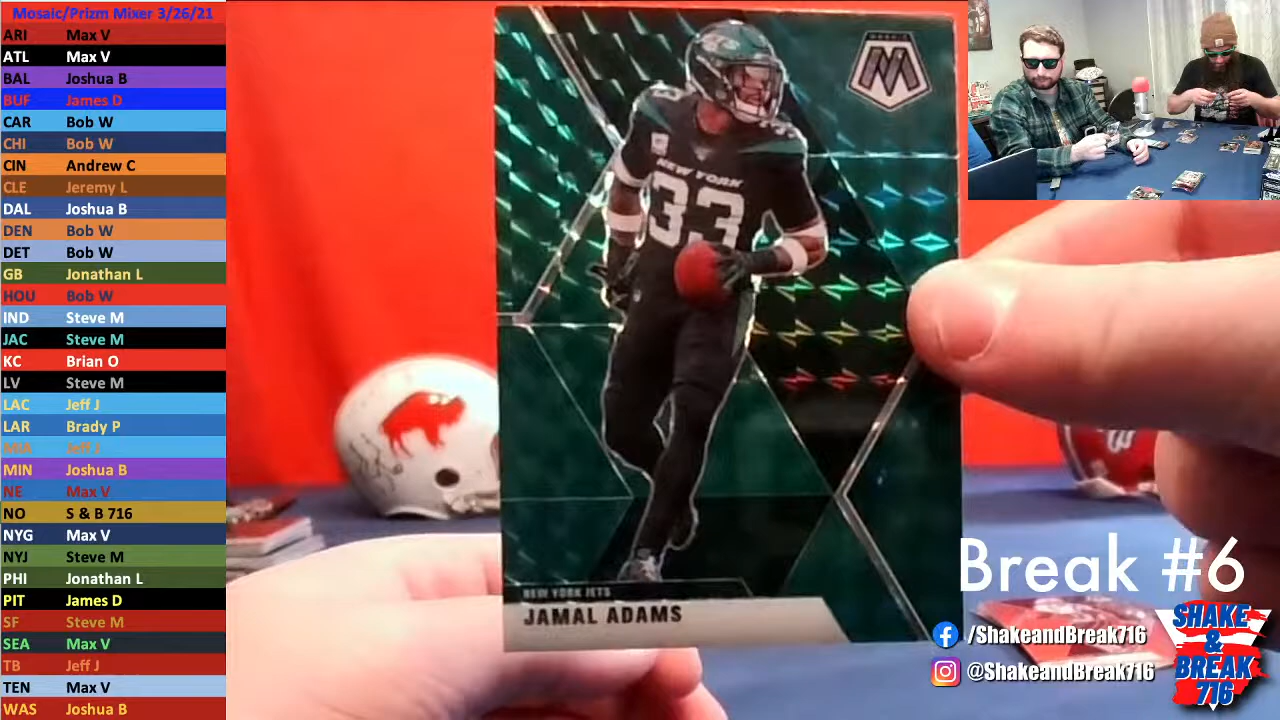 Mosaic/Prizm Mixer 3/26/21
ARI Max V
ATL Max V
BAL Joshua B
BUF James D
CAR Bob W
CHI Bob W
CIN Andrew C
CLE Jeremy L
DAL Joshua B
DEN Bob W
DET Bob W
GB Jonathan L
HOU Bob W
IND Steve M
JAC Steve M
KC Brian O
LV Steve M
LAC Jeff J
LAR Brady P
MIA Jeff J
MIN Joshua B
NE Max V
NO S & B 716
NYG Max V
NYJ Steve M
PHI Jonathan L
PIT James D
SF Steve M
SEA Max V
TB Jeff J
TEN Max V
WAS Joshua B
MOSAIC
NEW YORK
33
NEW YORK JETS
JAMAL ADAMS
Break #6
/ShakeandBreak716
@ShakeandBreak716
SHAKE
&
BREAK
716